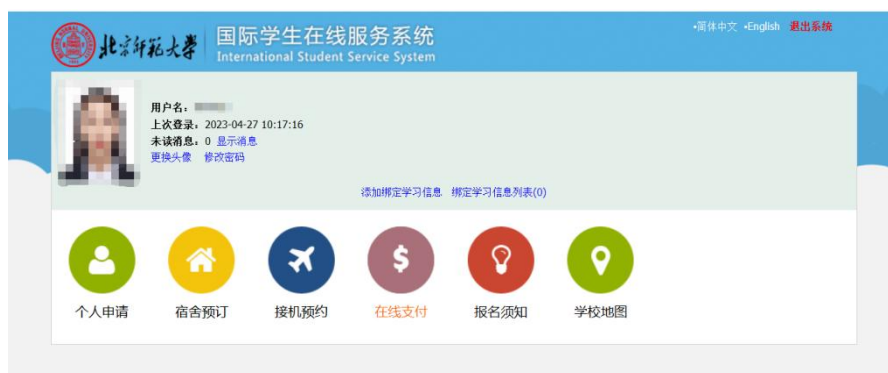 北京师范大学
国际学生在线服务系统
International Student Service System
•简体中文 •English 退出系统
用户名：
上次登录：2023-04-27 10:17:16
未读消息：0 显示消息
更换头像 修改密码
添加绑定学习信息 绑定学习信息列表(0)
个人申请 宿舍预订 接机预约 在线支付 报名须知 学校地图